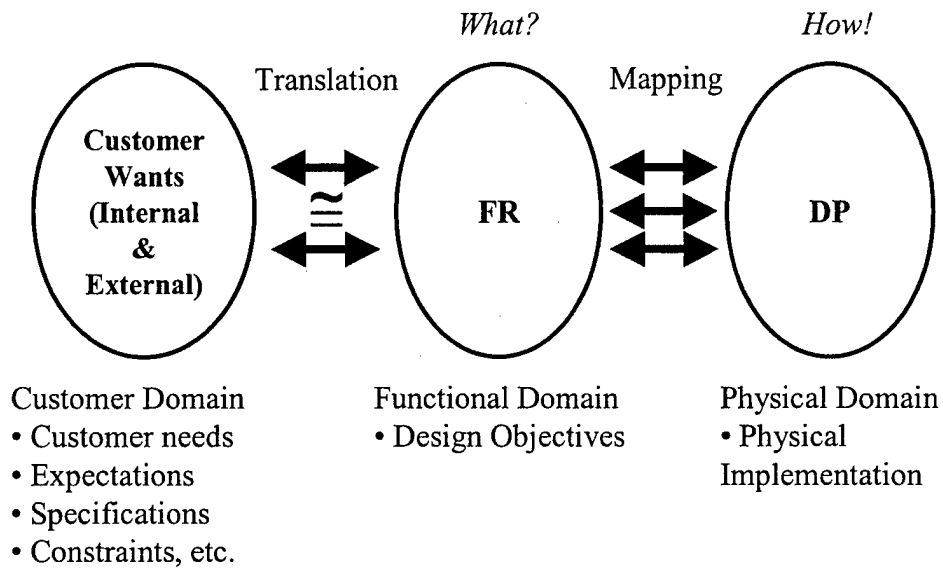 What?
How!
Translation
Mapping
Customer
Wants
(Internal
&
External)
≅
FR
DP
Customer Domain
• Customer needs
• Expectations
• Specifications
• Constraints, etc.
Functional Domain
• Design Objectives
Physical Domain
• Physical
Implementation